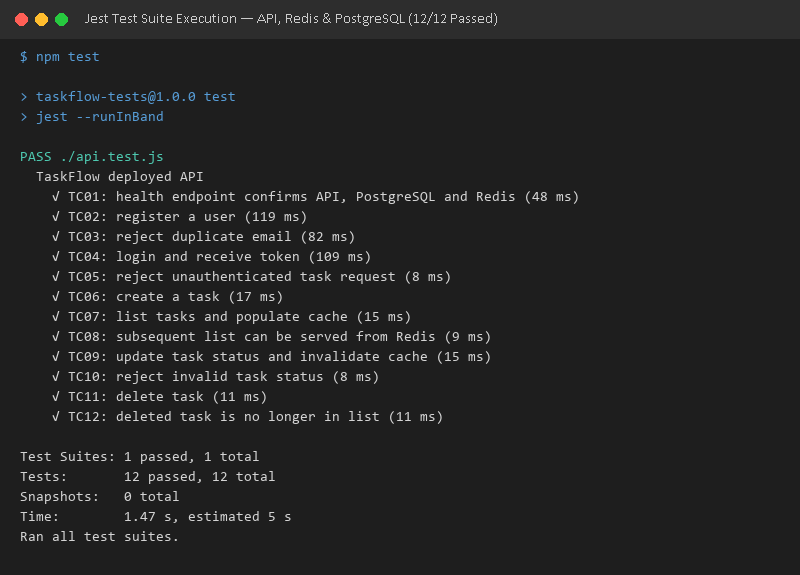 Jest Test Suite Execution — API, Redis & PostgreSQL (12/12 Passed)
$ npm test
> taskflow-tests@1.0.0 test
> jest --runInBand
PASS ./api.test.js
TaskFlow deployed API
√ TC01: health endpoint confirms API, PostgreSQL and Redis (48 ms)
√ TC02: register a user (119 ms)
√ TC03: reject duplicate email (82 ms)
√ TC04: login and receive token (109 ms)
√ TC05: reject unauthenticated task request (8 ms)
√ TC06: create a task (17 ms)
√ TC07: list tasks and populate cache (15 ms)
√ TC08: subsequent list can be served from Redis (9 ms)
√ TC09: update task status and invalidate cache (15 ms)
√ TC10: reject invalid task status (8 ms)
√ TC11: delete task (11 ms)
√ TC12: deleted task is no longer in list (11 ms)
Test Suites: 1 passed, 1 total
Tests:       12 passed, 12 total
Snapshots:   0 total
Time:        1.47 s, estimated 5 s
Ran all test suites.